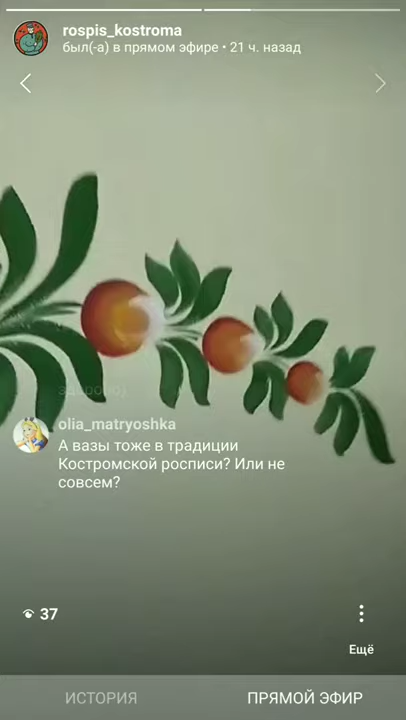 rospis_kostroma
был(-а) в прямом эфире • 21 ч. назад
здорово)
olia_matryoshka
А вазы тоже в традиции
Костромской росписи? Или не
совсем?
37
Ещё
ИСТОРИЯ
ПРЯМОЙ ЭФИР